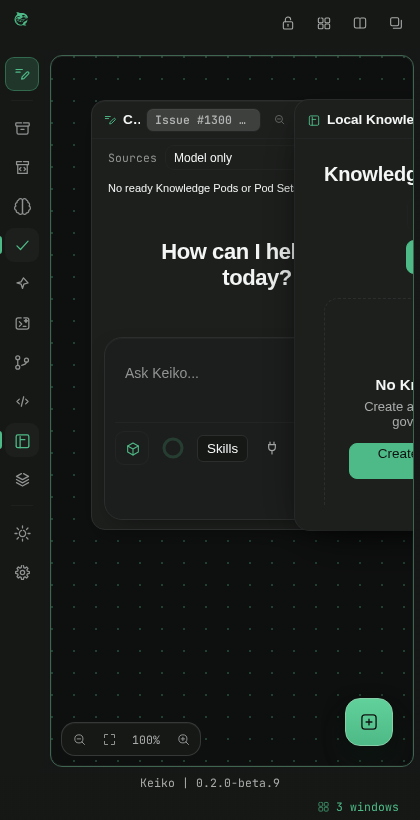 C..
Issue #1300 …
Local Knowle
Sources
Model only
No ready Knowledge Pods or Pod Set
Knowledg
How can I hel
today?
Ask Keiko...
Skills
No Kn
Create a
gov
Create
100%
Keiko | 0.2.0-beta.9
3 windows